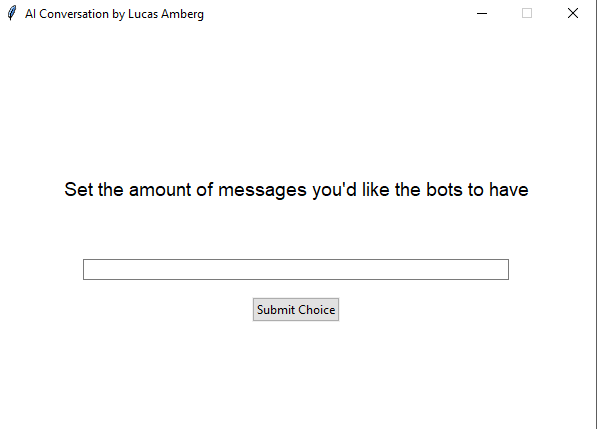 AI Conversation by Lucas Amberg
Set the amount of messages you'd like the bots to have
Submit Choice